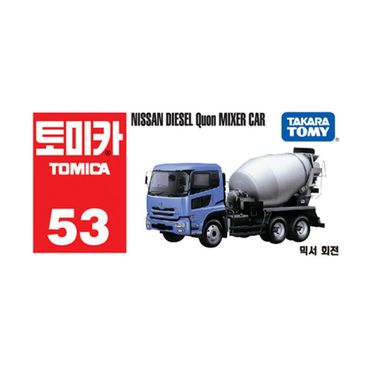 토미카
TOMICA
53
NISSAN DIESEL Quon MIXER CAR
TAKARA
TOMY
믹서 회전